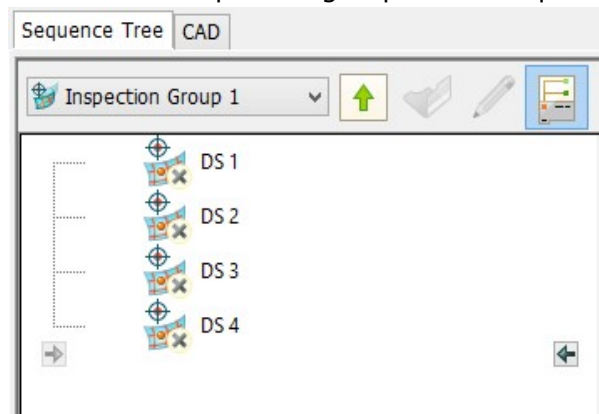 Sequence Tree CAD
Inspection Group 1
DS 1
DS 2
DS 3
DS 4